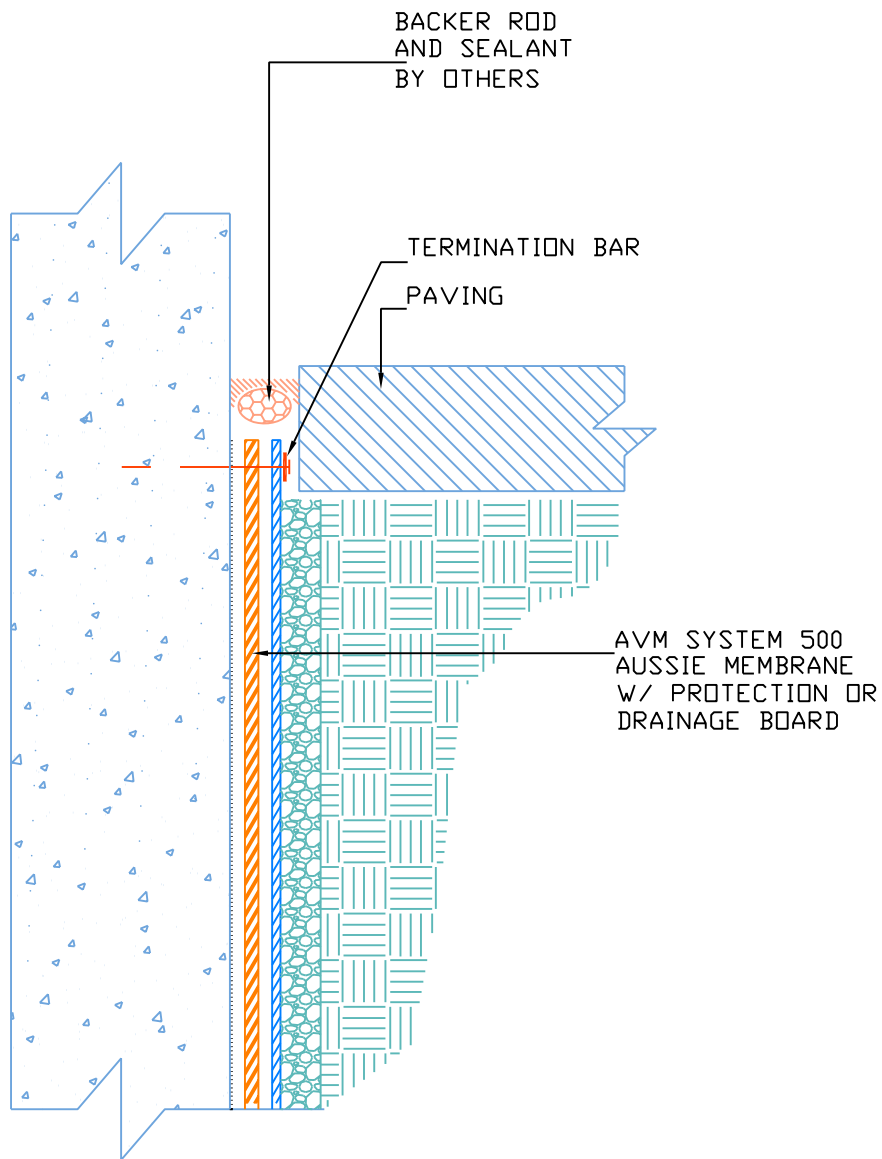 BACKER ROD
AND SEALANT
BY OTHERS
TERMINATION BAR
PAVING
AVM SYSTEM 500
AUSSIE MEMBRANE
W/ PROTECTION OR
DRAINAGE BOARD